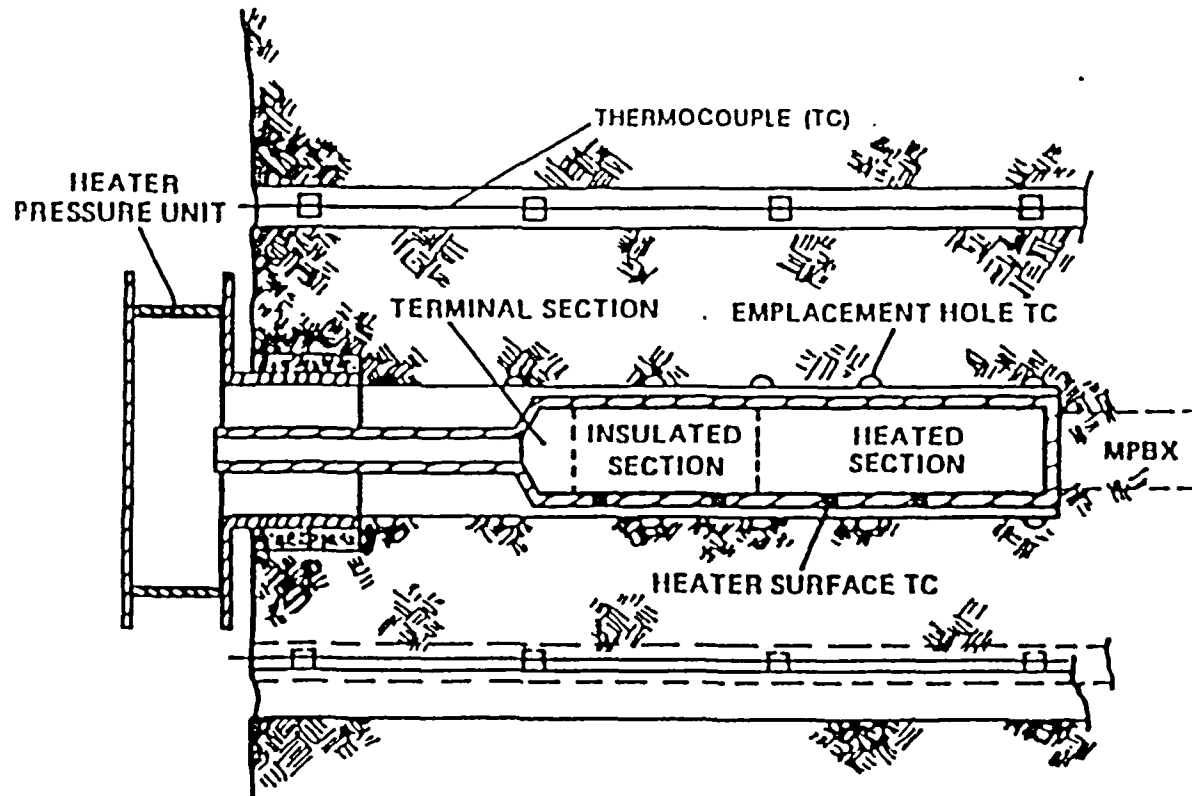 THERMOCOUPLE (TC)
HEATER
PRESSURE UNIT
TERMINAL SECTION
EMPLACEMENT HOLE TC
INSULATED
SECTION
HEATED
SECTION
MPBX
HEATER SURFACE TC